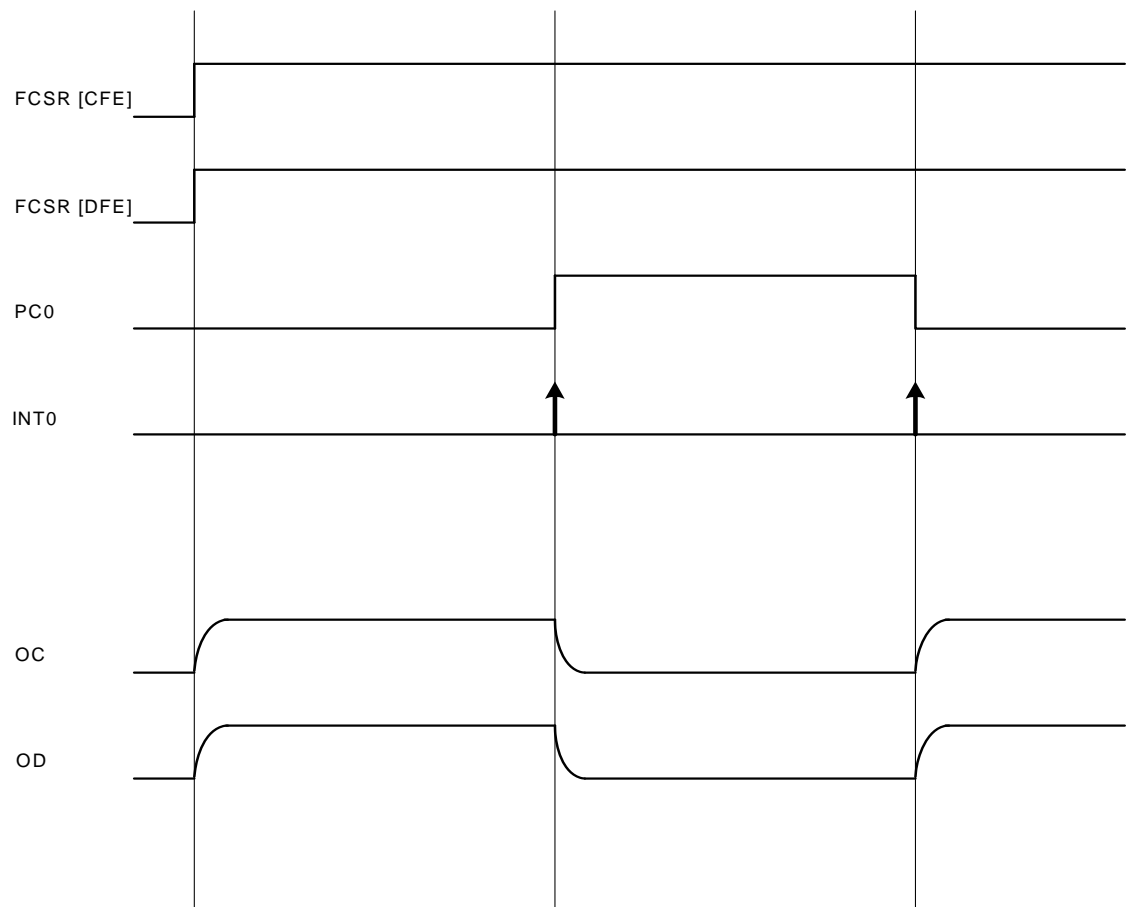 FCSR [CFE]
FCSR [DFE]
PC0
INT0
OC
OD